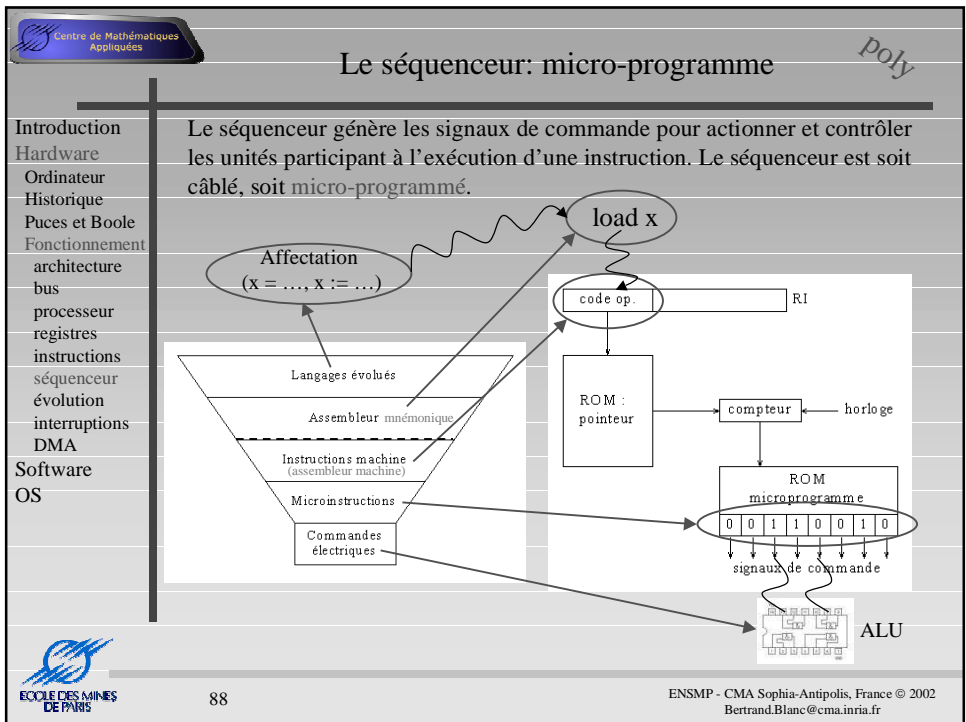 Centre de Mathématiques
Appliquées
Le séquenceur: micro-programme
poly
Introduction
Hardware
Ordinateur
Historique
Puces et Boole
Fonctionnement
architecture
bus
processeur
registres
instructions
séquenceur
évolution
interruptions
DMA
Software
OS
Le séquenceur génère les signaux de commande pour actionner et contrôler
les unités participant à l'exécution d'une instruction. Le séquenceur est soit
câblé, soit micro-programmé.
load x
Affectation
(x = …, x := …)
code op.
RI
Langages évolués
Assembleur mnémonique
Instructions machine
(assembleur machine)
Microinstructions
Commandes
électriques
ROM :
pointeur
compteur
horloge
ROM
microprogramme
0 0 1 1 0 0 1 0
signaux de commande
ALU
ECOLE DES MINES
DE PARIS
88
ENSMP - CMA Sophia-Antipolis, France © 2002
Bertrand.Blanc@cma.inria.fr